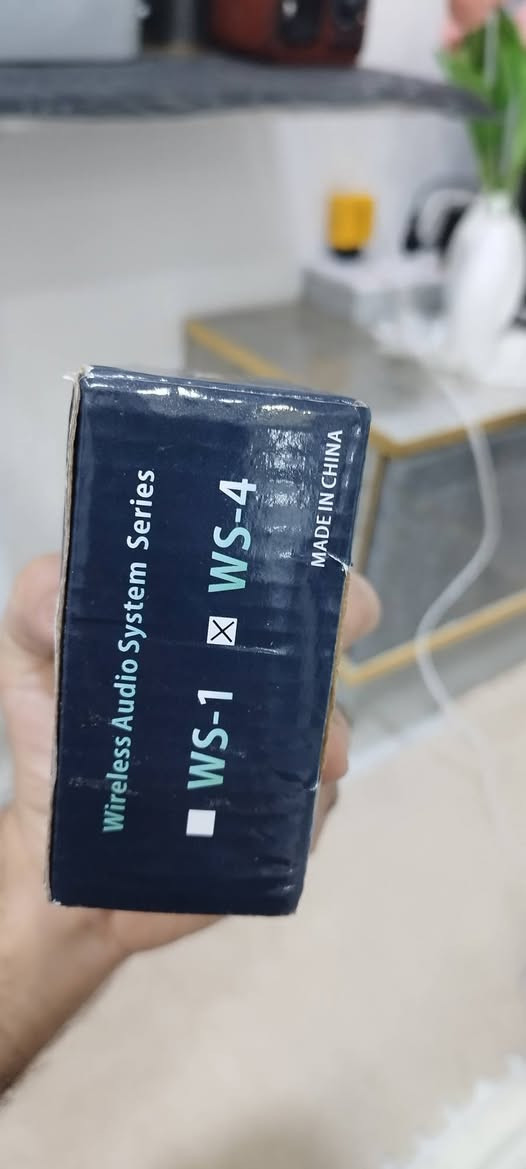 Wireless Audio System Series
☐ WS-1 ☒ WS-4
MADE IN CHINA